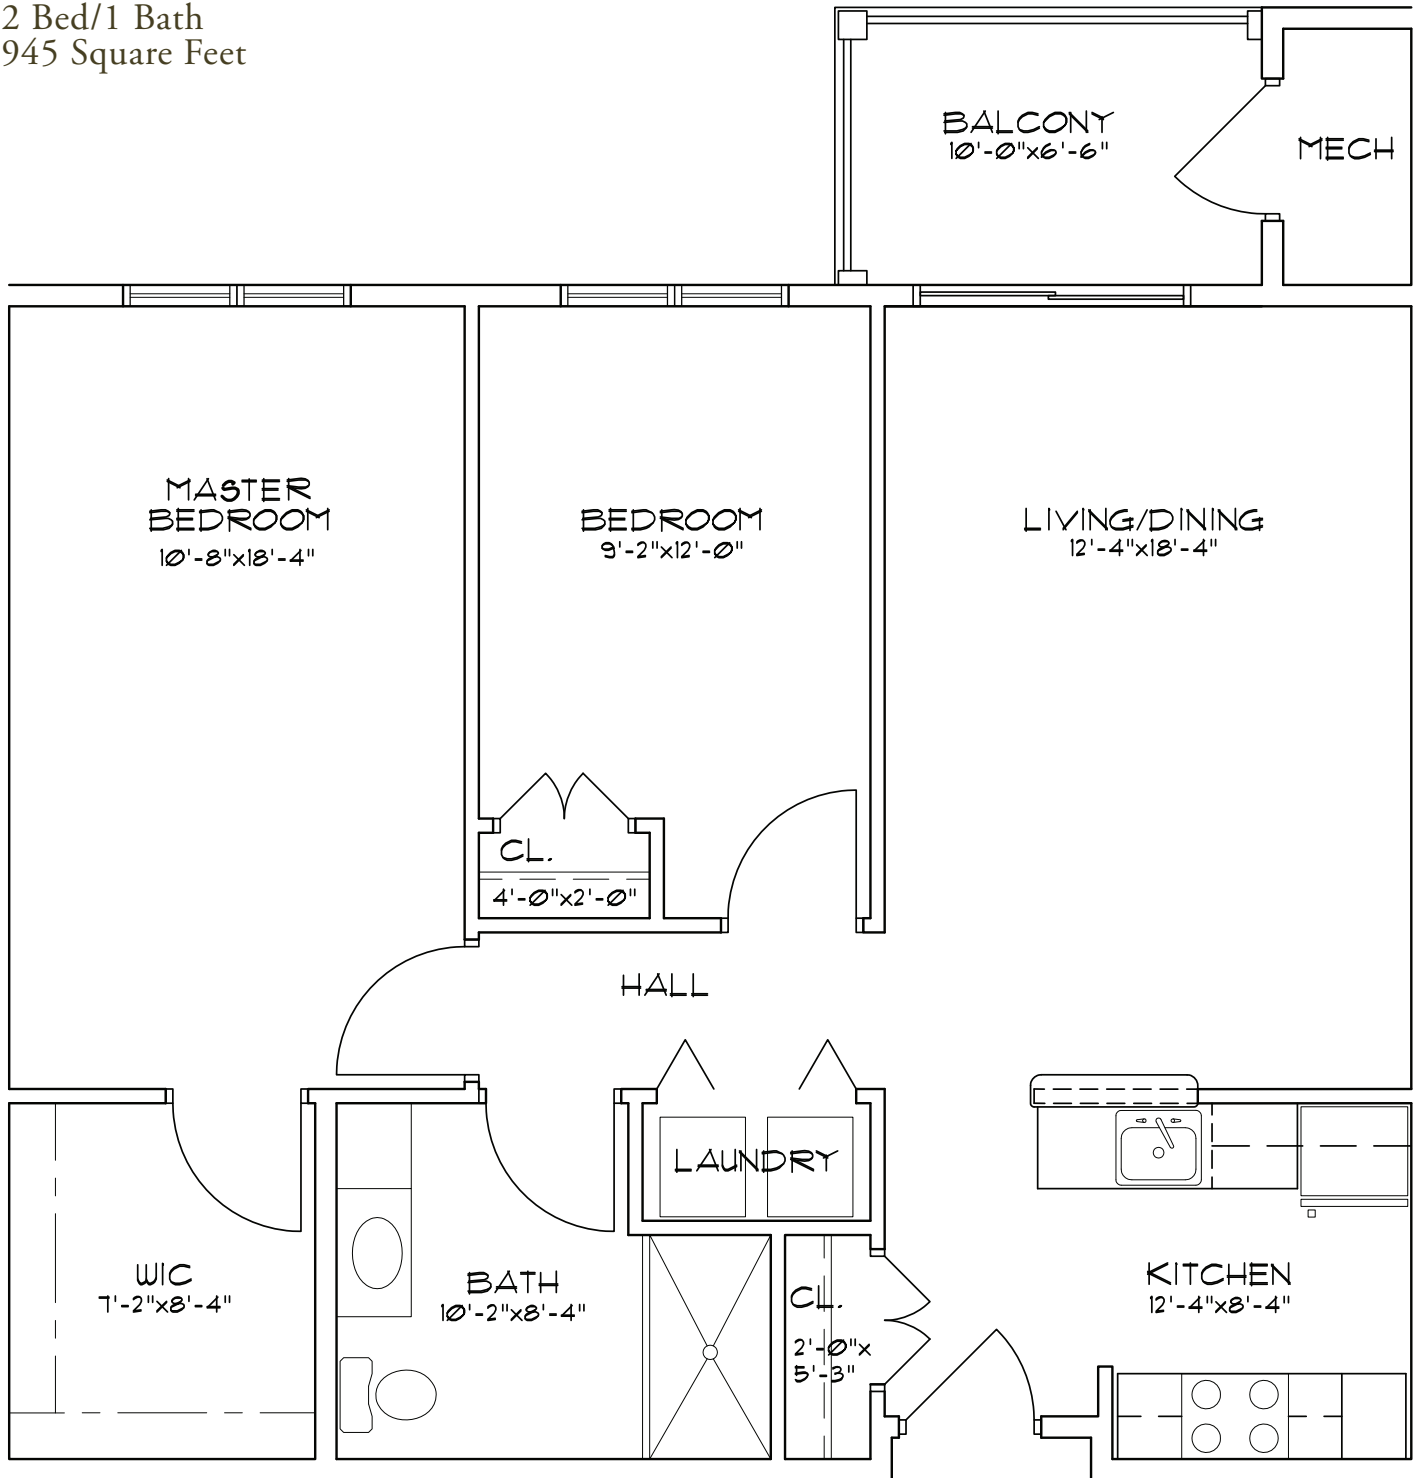 2 Bed/1 Bath
945 Square Feet
BALCONY
10'-0"x6'-6"
MECH
MASTER
BEDROOM
10'-8"x18'-4"
BEDROOM
9'-2"x12'-0"
LIVING/DINING
12'-4"x18'-4"
CL.
4'-0"x2'-0"
HALL
LAUNDRY
WIC
7'-2"x8'-4"
BATH
10'-2"x8'-4"
CL.
2'-0"x
5'-3"
KITCHEN
12'-4"x8'-4"